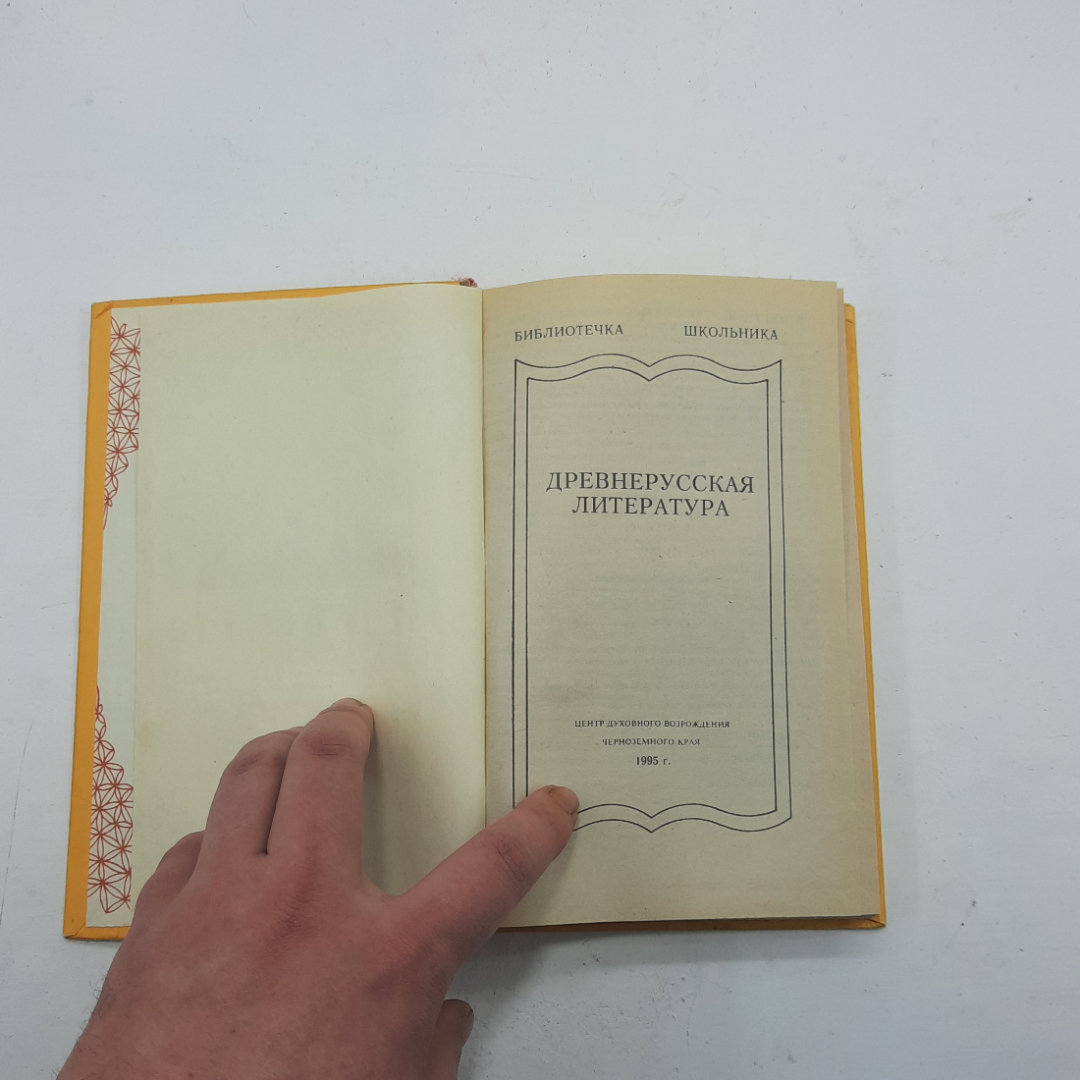 БИБЛИОТЕЧКА ШКОЛЬНИКА
ДРЕВНЕРУССКАЯ
ЛИТЕРАТУРА
ЦЕНТР ДУХОВНОГО ВОЗРОЖДЕНИЯ
ЧЕРНОЗЕМНОГО КРАЯ
1995 г.